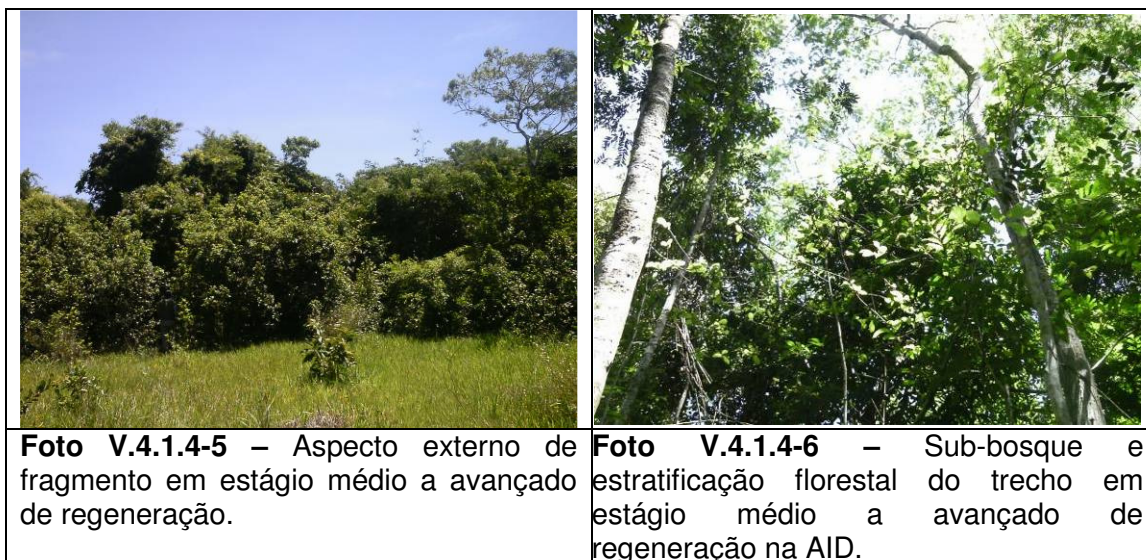 Foto V.4.1.4-5 – Aspecto externo de
fragmento em estágio médio a avançado
de regeneração.
Foto V.4.1.4-6 – Sub-bosque e
estratificação florestal do trecho em
estágio médio a avançado de
regeneração na AID.